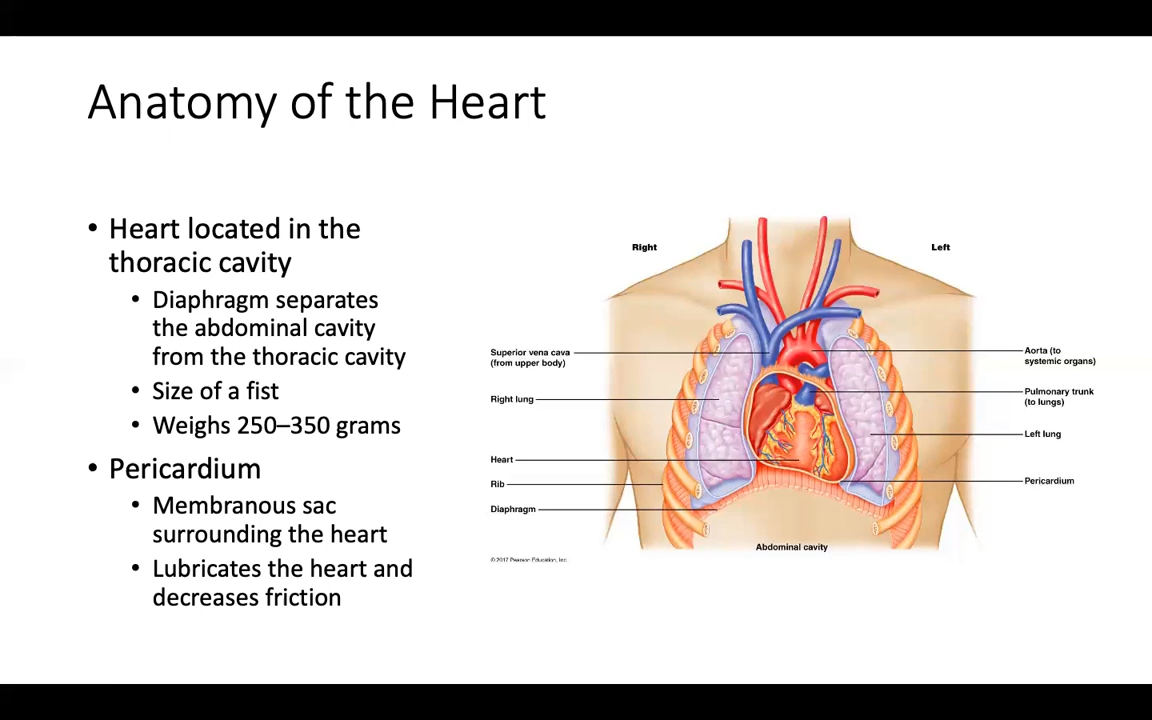 Anatomy of the Heart
• Heart located in the
thoracic cavity
• Diaphragm separates
the abdominal cavity
from the thoracic cavity
• Size of a fist
• Weighs 250–350 grams
• Pericardium
• Membranous sac
surrounding the heart
• Lubricates the heart and
decreases friction
Right
Left
Superior vena cava
(from upper body)
Right lung
Heart
Rib
Diaphragm
Aorta (to
systemic organs)
Pulmonary trunk
(to lungs)
Left lung
Pericardium
Abdominal cavity
© 2017 Pearson Education, Inc.